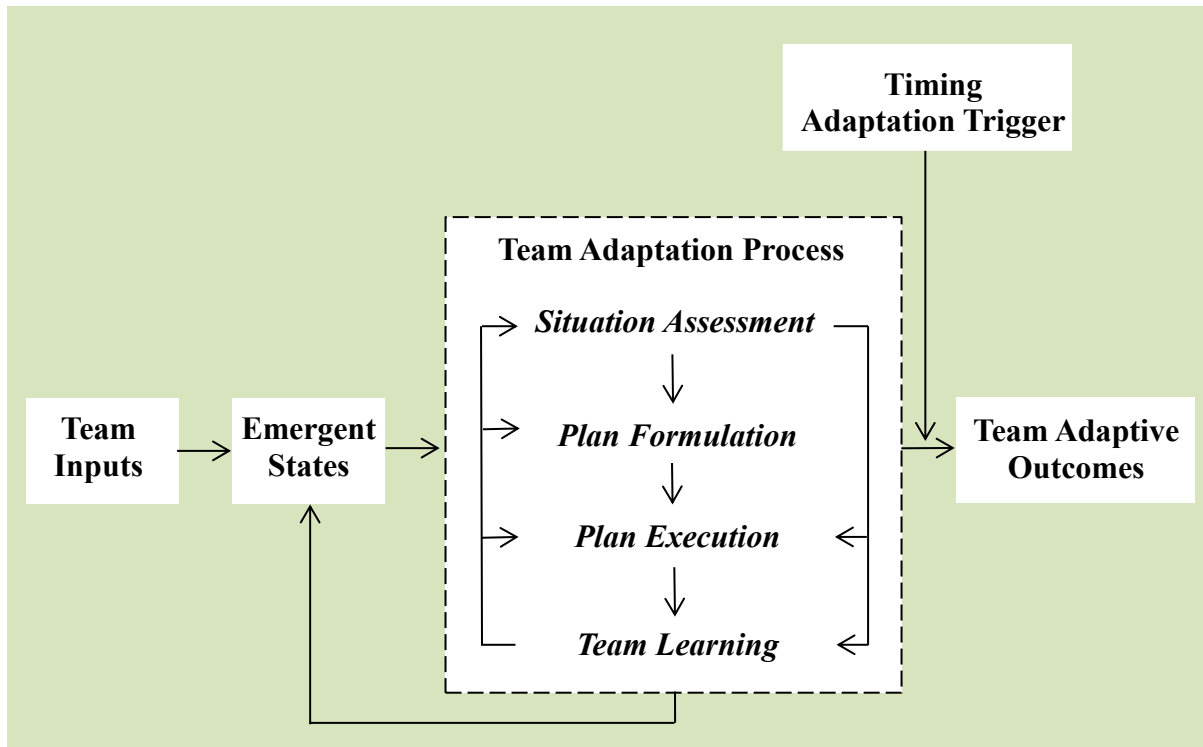 Timing
Adaptation Trigger
Team Adaptation Process
Situation Assessment
Plan Formulation
Plan Execution
Team Learning
Team
Inputs
Emergent
States
Team Adaptive
Outcomes